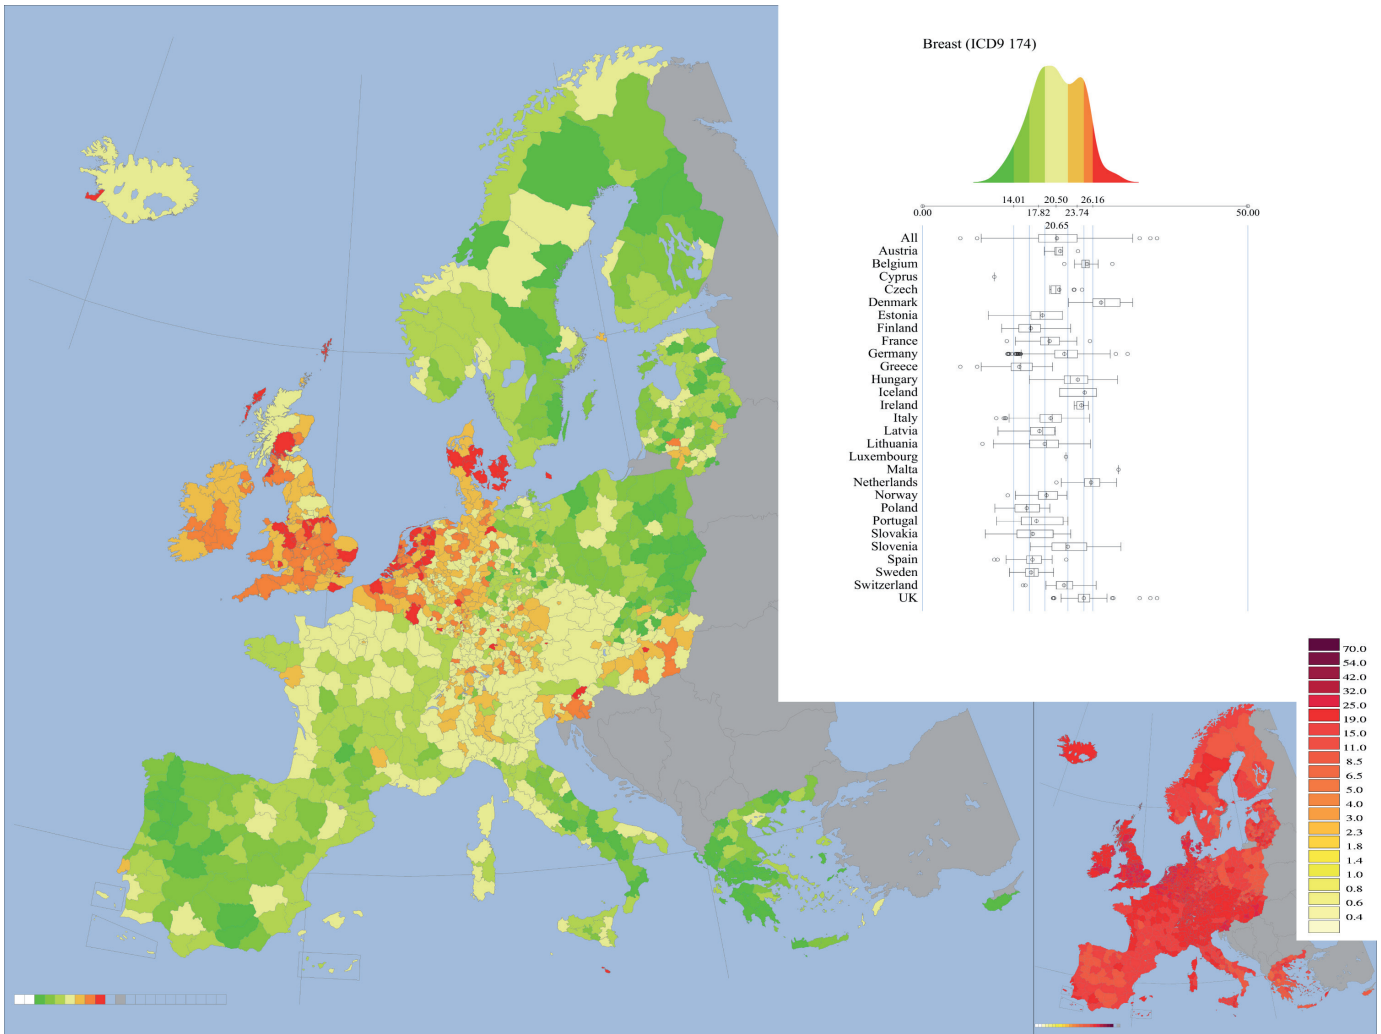 Breast (ICD9 174)
14.01 20.50 26.16
0.00 17.82 23.74 50.00
20.65
All
Austria
Belgium
Cyprus
Czech
Denmark
Estonia
Finland
France
Germany
Greece
Hungary
Iceland
Ireland
Italy
Latvia
Lithuania
Luxembourg
Malta
Netherlands
Norway
Poland
Portugal
Slovakia
Slovenia
Spain
Sweden
Switzerland
UK
70.0
54.0
42.0
32.0
25.0
19.0
15.0
11.0
8.5
6.5
5.0
4.0
3.0
2.3
1.8
1.4
1.0
0.8
0.6
0.4